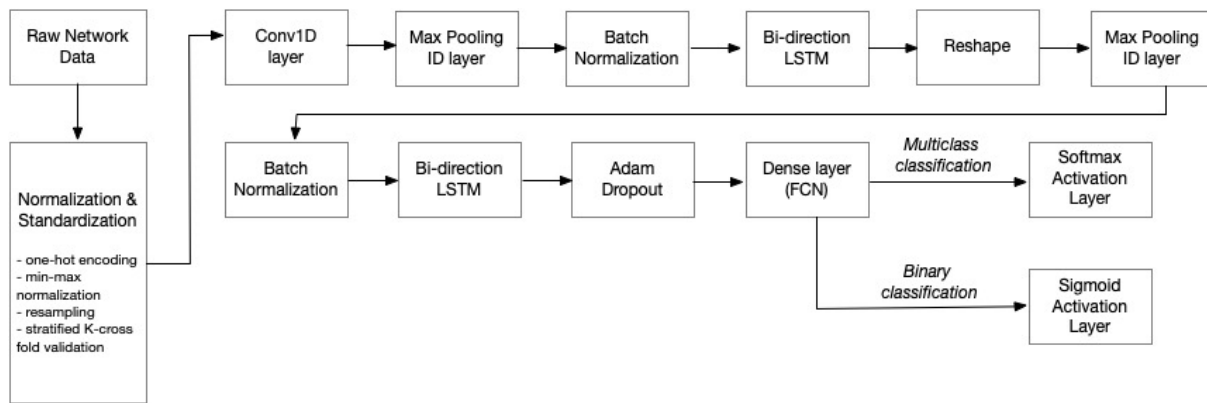 Raw Network
Data
Conv1D
layer
Max Pooling
ID layer
Batch
Normalization
Bi-direction
LSTM
Reshape
Max Pooling
ID layer
Normalization &
Standardization
- one-hot encoding
- min-max
normalization
- resampling
- stratified K-cross
fold validation
Batch
Normalization
Bi-direction
LSTM
Adam
Dropout
Dense layer
(FCN)
Multiclass
classification
Softmax
Activation
Layer
Binary
classification
Sigmoid
Activation
Layer